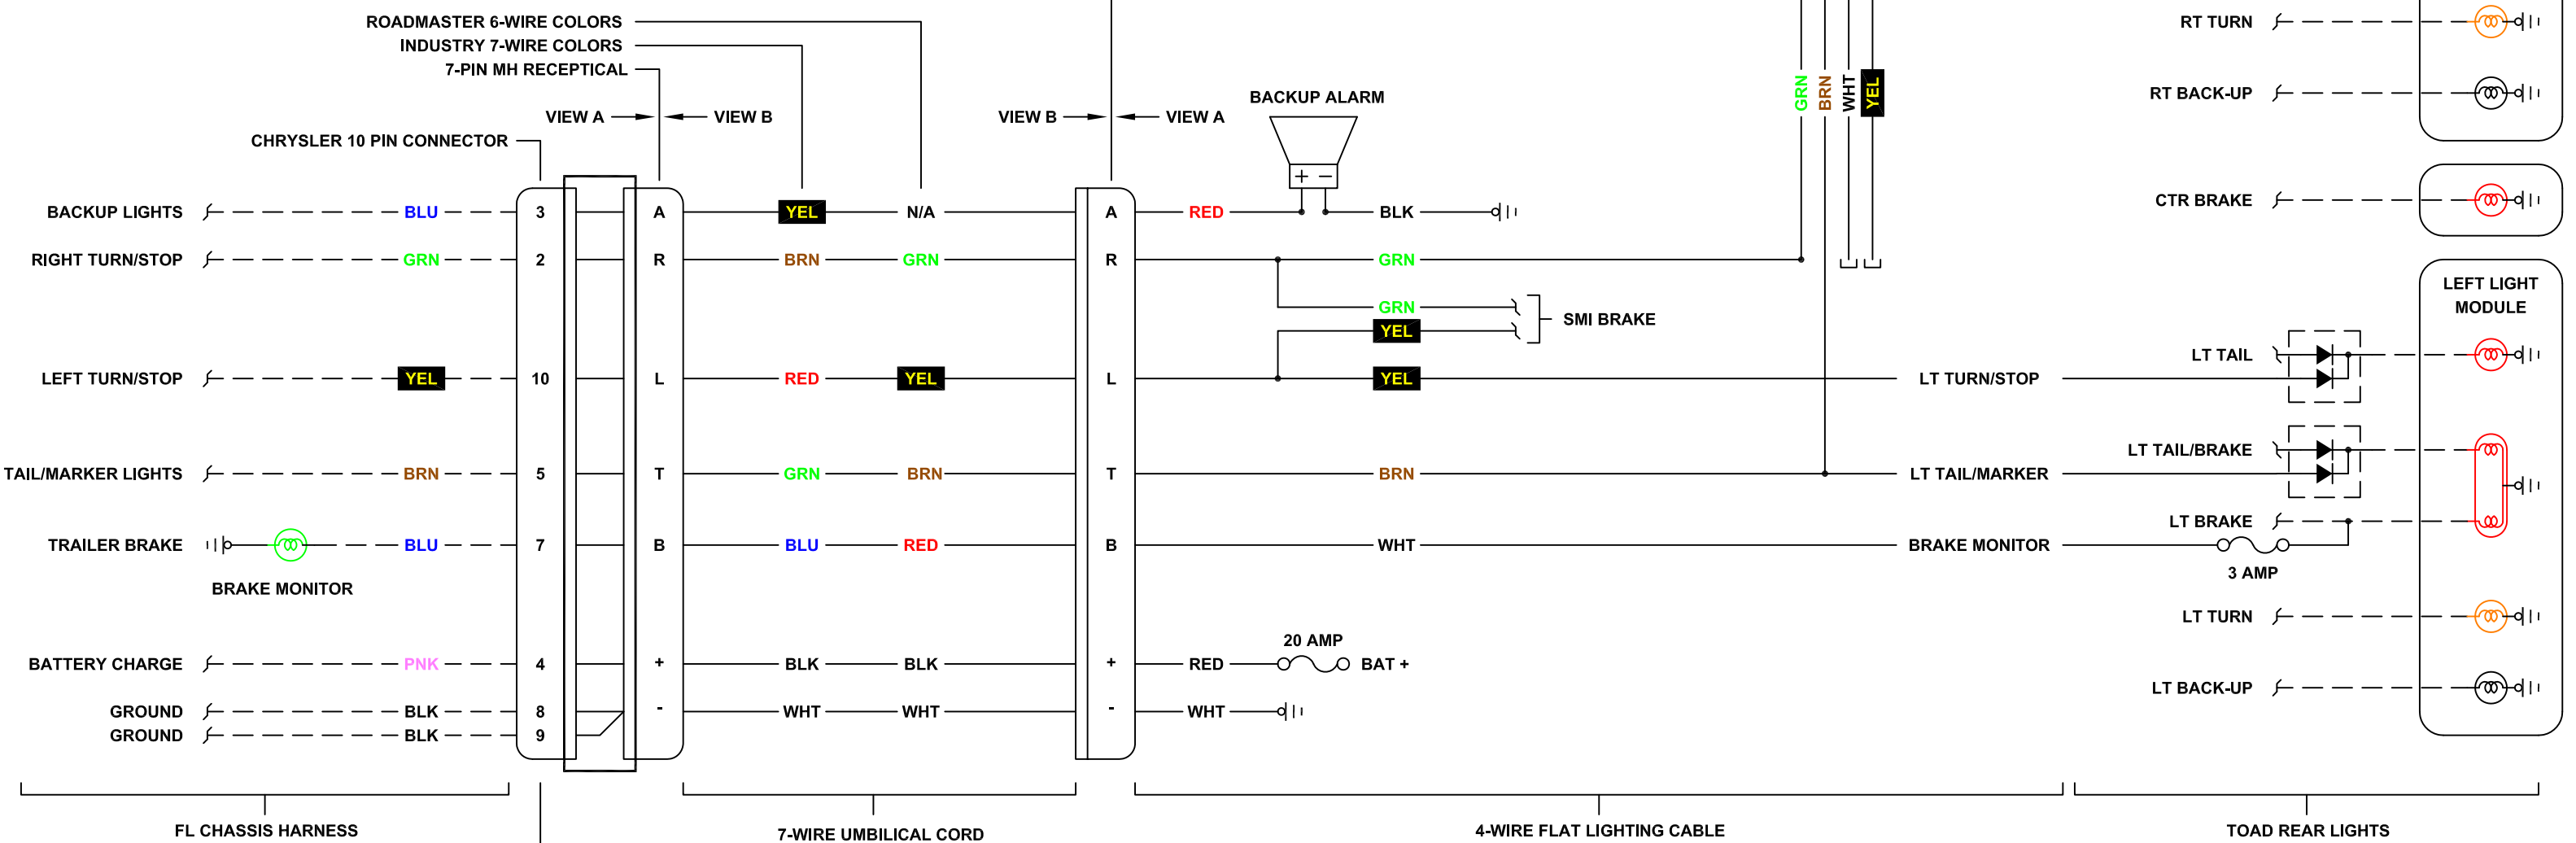 ROADMASTER 6-WIRE COLORS
INDUSTRY 7-WIRE COLORS
7-PIN MH RECEPTICAL
VIEW A VIEW B
CHRYSLER 10 PIN CONNECTOR
VIEW B VIEW A
BACKUP ALARM
+ −
GRN BRN WHT YEL
RT TURN
RT BACK-UP
CTR BRAKE
BACKUP LIGHTS BLU 3 A YEL N/A A RED BLK
RIGHT TURN/STOP GRN 2 R BRN GRN R GRN
GRN
YEL
SMI BRAKE
LEFT TURN/STOP YEL 10 L RED YEL L YEL LT TURN/STOP
TAIL/MARKER LIGHTS BRN 5 T GRN BRN T BRN LT TAIL/MARKER
TRAILER BRAKE BLU 7 B BLU RED B WHT BRAKE MONITOR
BRAKE MONITOR
BATTERY CHARGE PNK 4 + BLK BLK + RED 20 AMP BAT +
GROUND BLK 8 - WHT WHT - WHT
GROUND BLK 9
LEFT LIGHT
MODULE
LT TAIL
LT TAIL/BRAKE
LT BRAKE
3 AMP
LT TURN
LT BACK-UP
FL CHASSIS HARNESS
7-WIRE UMBILICAL CORD
4-WIRE FLAT LIGHTING CABLE
TOAD REAR LIGHTS